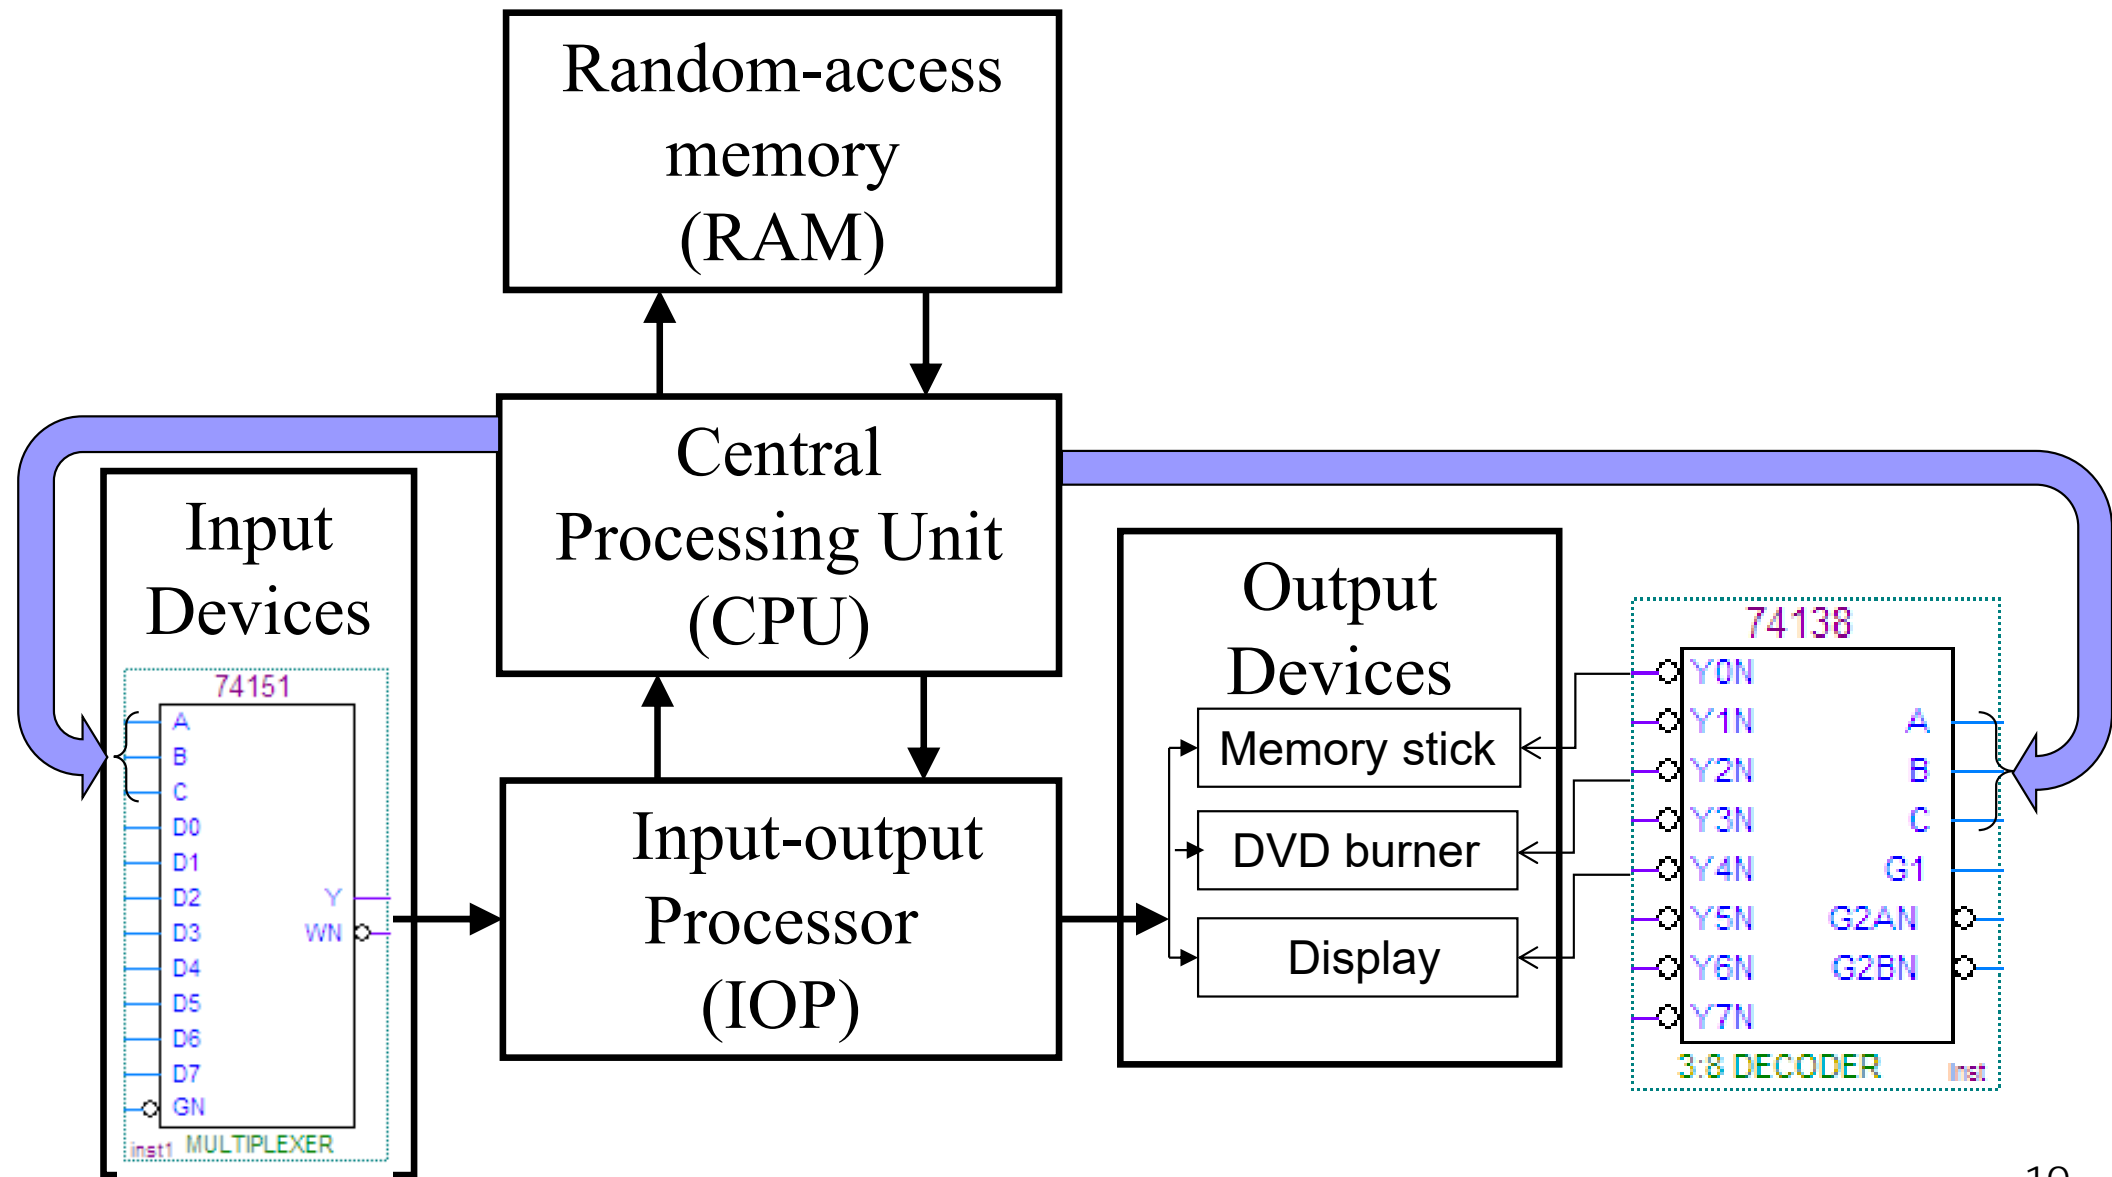 Random-access
memory
(RAM)
Central
Processing Unit
(CPU)
Input
Devices
74151
A
B
C
D0
D1
D2
D3
D4
D5
D6
D7
GN
Y
WN
inst1
MULTIPLEXER
Input-output
Processor
(IOP)
Output
Devices
Memory stick
DVD burner
Display
74138
Y0N
Y1N
Y2N
Y3N
Y4N
Y5N
Y6N
Y7N
A
B
C
G1
G2AN
G2BN
3:8 DECODER
inst